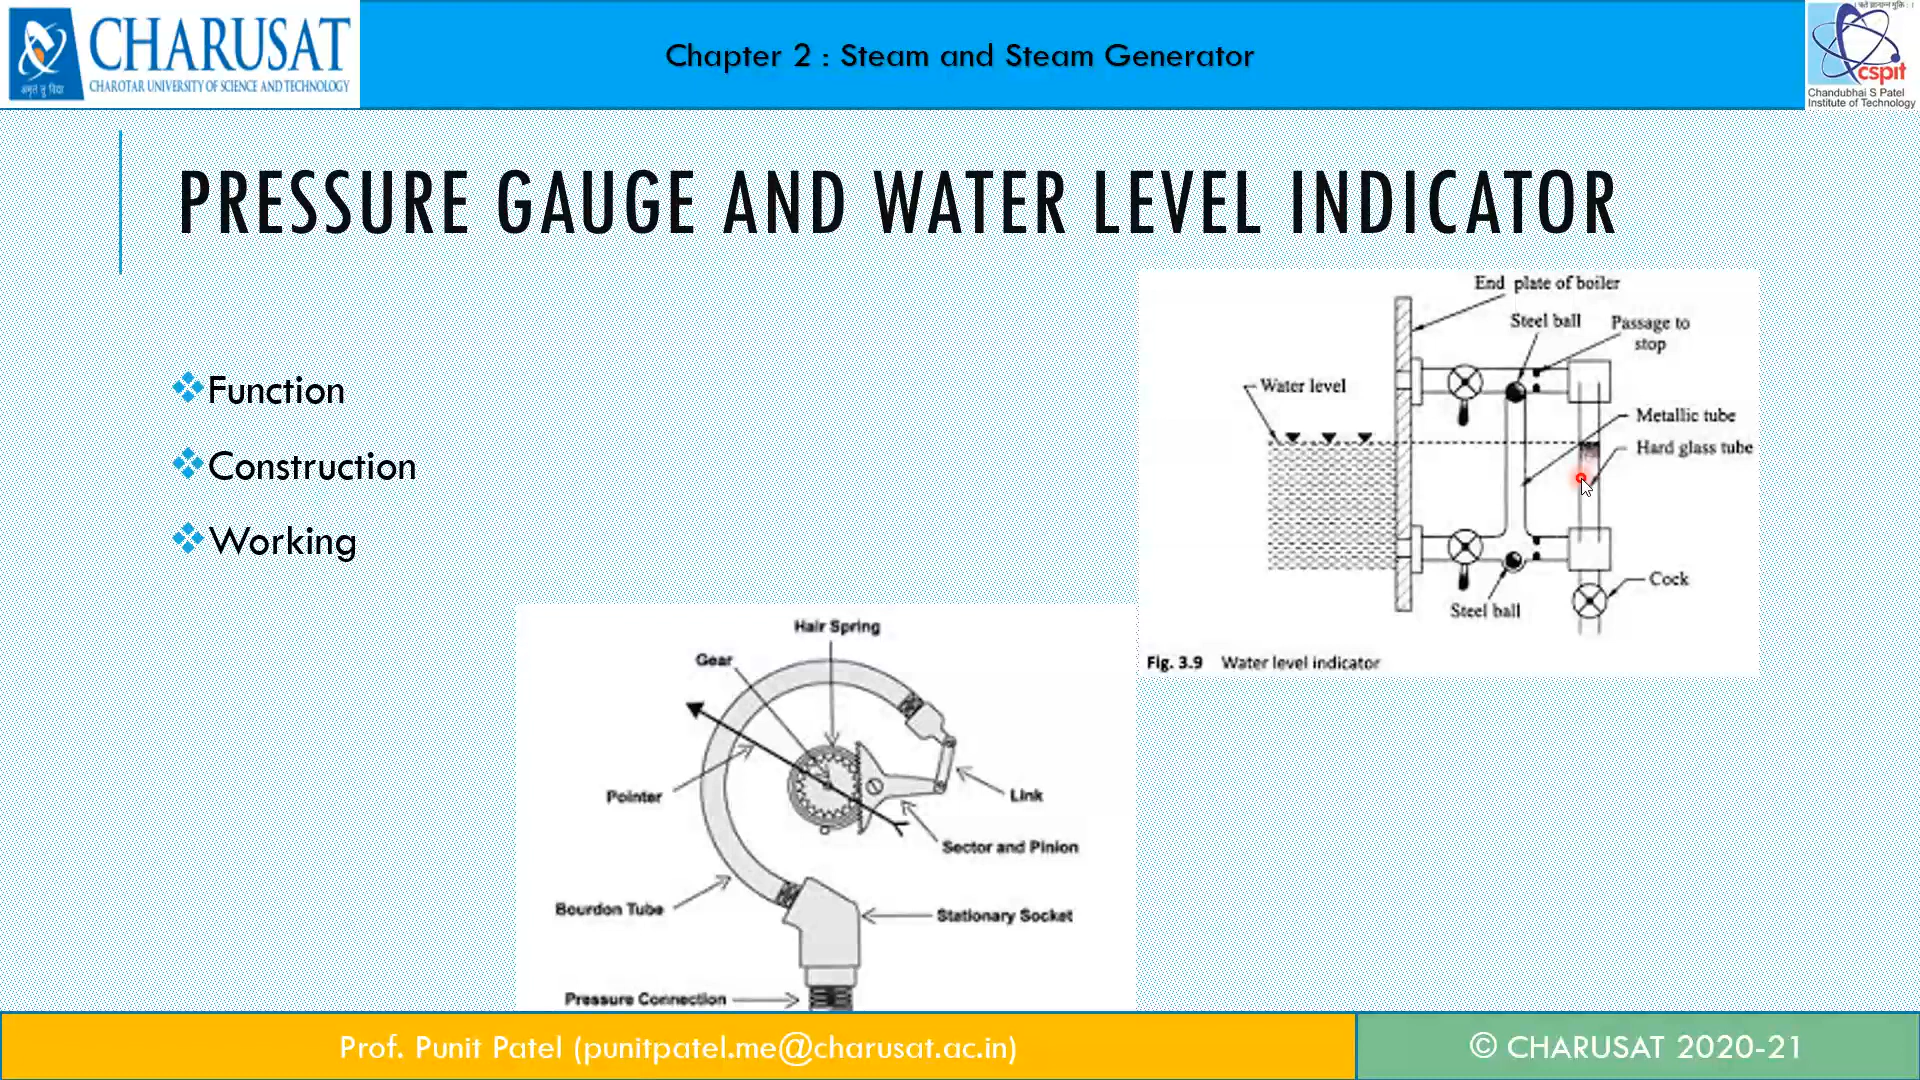 CHARUSAT
CHAROTAR UNIVERSITY OF SCIENCE AND TECHNOLOGY
Chapter 2 : Steam and Steam Generator
cspit
Chandubhai S Patel
Institute of Technology
PRESSURE GAUGE AND WATER LEVEL INDICATOR
Function
Construction
Working
End plate of boiler
Steel ball
Passage to
stop
Water level
Metallic tube
Hard glass tube
Cock
Steel ball
Fig. 3.9 Water level indicator
Hair Spring
Gear
Pointer
Link
Sector and Pinion
Bourdon Tube
Stationary Socket
Pressure Connection
Prof. Punit Patel (punitpatel.me@charusat.ac.in)
© CHARUSAT 2020-21